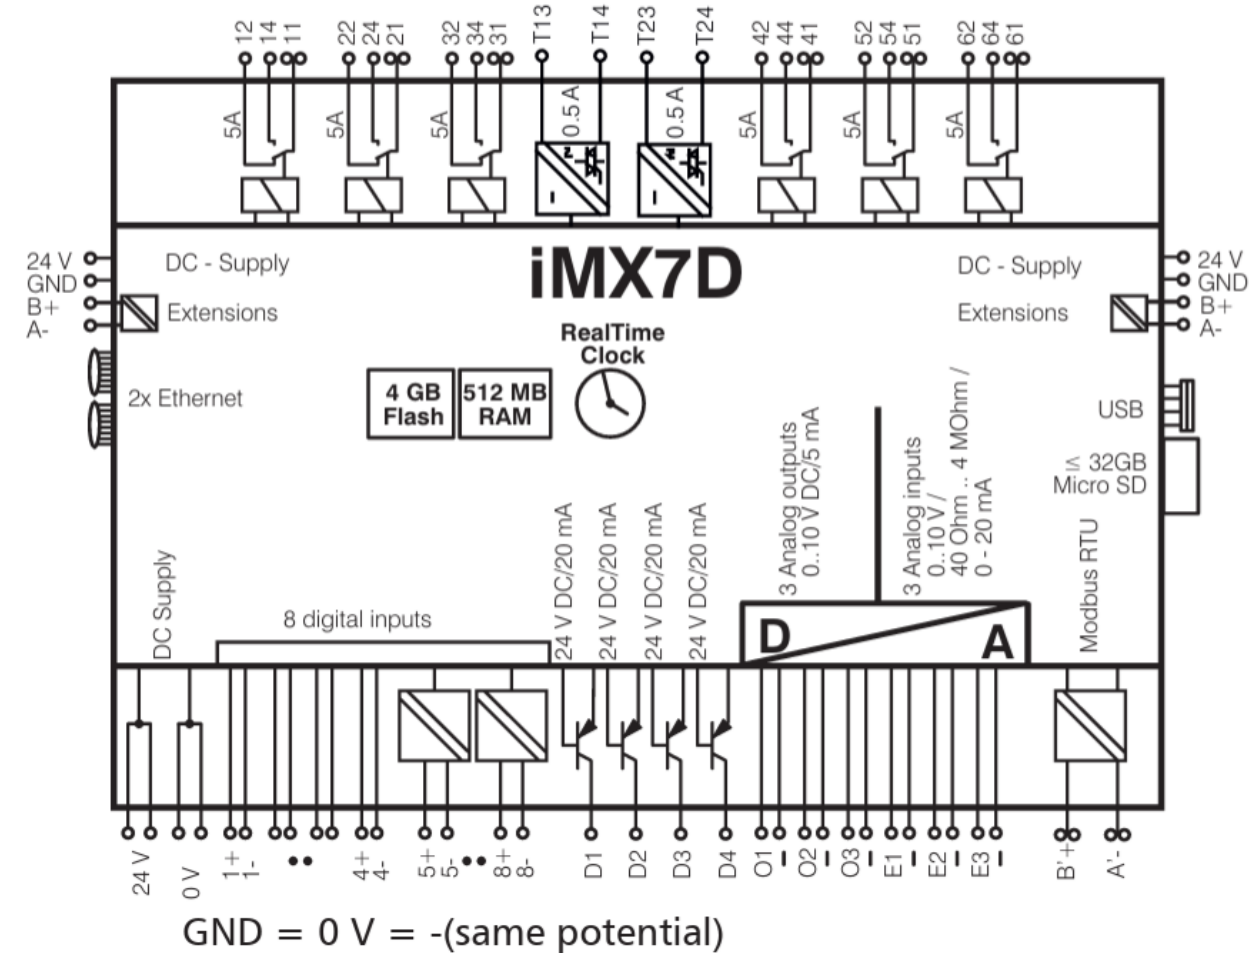 12 14 11 22 24 21 32 34 31 T13 T14 T23 T24 42 44 41 52 54 51 62 64 61
5A 5A 5A 0.5 A 0.5 A 5A 5A 5A
iMX7D
24 V
GND
B+
A-
DC - Supply
Extensions
2x Ethernet
RealTime
Clock
4 GB
Flash
512 MB
RAM
DC - Supply
Extensions
24 V
GND
B+
A-
USB
≤ 32GB
Micro SD
DC Supply
8 digital inputs
24 V DC/20 mA
24 V DC/20 mA
24 V DC/20 mA
24 V DC/20 mA
3 Analog outputs
0..10 V DC/5 mA
3 Analog inputs
0..10 V /
40 Ohm .. 4 MOhm /
0 - 20 mA
Modbus RTU
D A
24 V 0 V 1+ 1- •• 4+ 4- 5+ 5- •• 8+ 8- D1 D2 D3 D4 O1 - O2 - O3 - E1 - E2 - E3 - B'+ A'-
GND = 0 V = -(same potential)